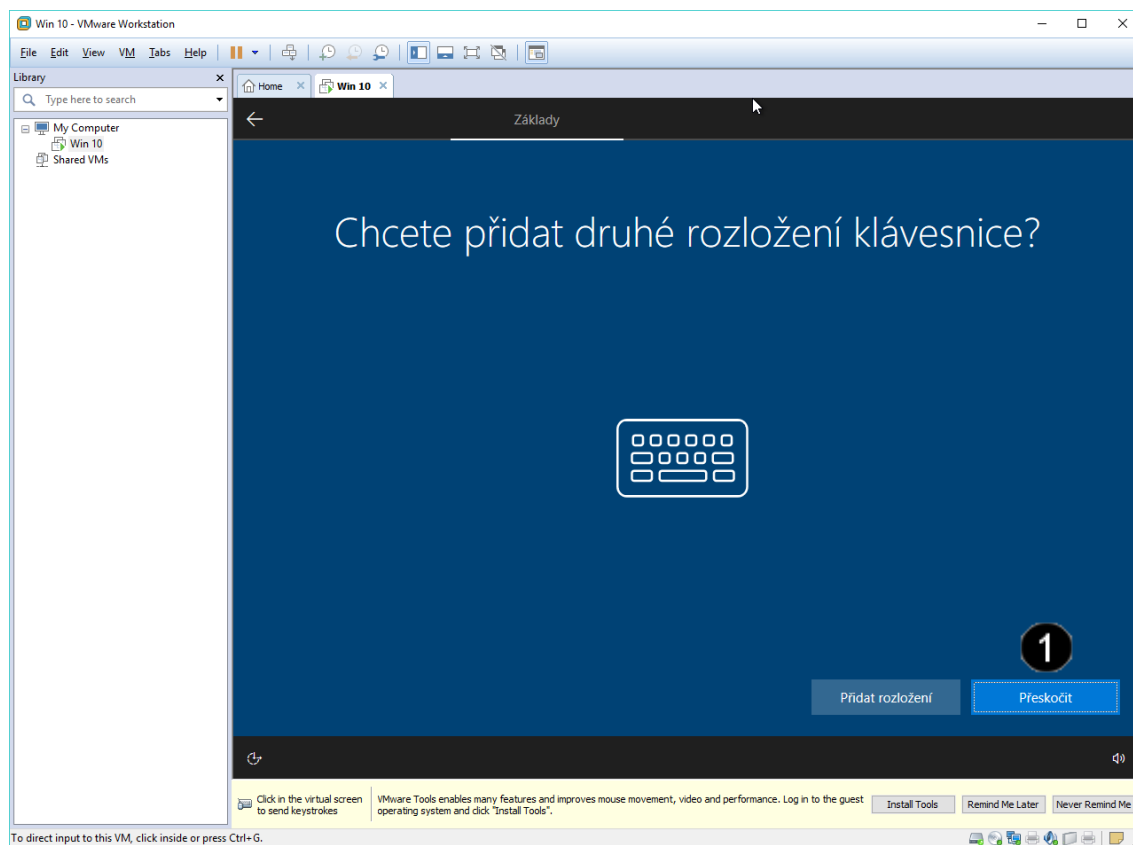 Win 10 - VMware Workstation
File Edit View VM Tabs Help
Library
Type here to search
My Computer
Win 10
Shared VMs
Home
Win 10
Základy
Chcete přidat druhé rozložení klávesnice?
1
Přidat rozložení
Přeskočit
Click in the virtual screen
to send keystrokes
VMware Tools enables many features and improves mouse movement, video and performance. Log in to the guest
operating system and click "Install Tools".
Install Tools
Remind Me Later
Never Remind Me
To direct input to this VM, click inside or press Ctrl+G.